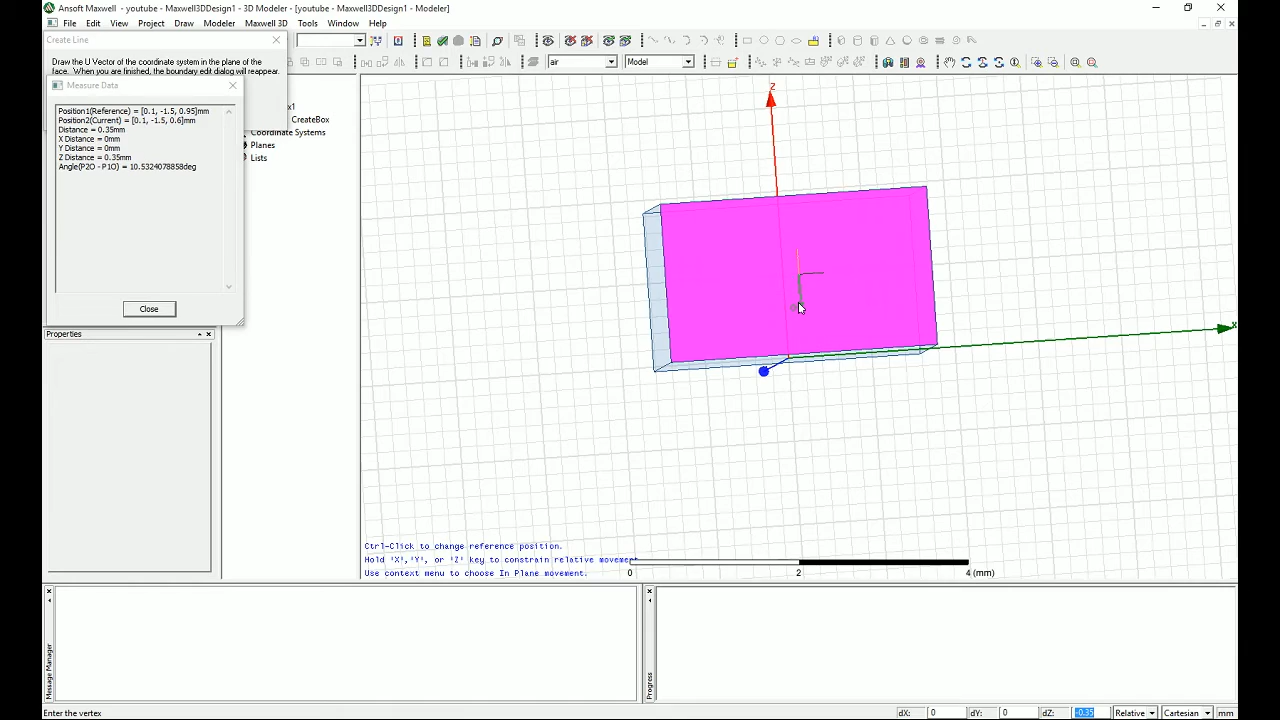 Ansoft Maxwell - youtube - Maxwell3DDesign1 - 3D Modeler - [youtube - Maxwell3DDesign1 - Modeler]
File Edit View Project Draw Modeler Maxwell 3D Tools Window Help
Create Line
Draw the U Vector of the coordinate system in the plane of the
face. When you are finished, the boundary edit dialog will reappear.
air
Model
Measure Data
Position1(Reference) = [0.1, -1.5, 0.95]mm
Position2(Current) = [0.1, -1.5, 0.6]mm
Distance = 0.35mm
X Distance = 0mm
Y Distance = 0mm
Z Distance = 0.35mm
Angle(P2O - P1O) = 10.5324078858deg
Close
CreateBox
Coordinate Systems
Planes
Lists
Z
X
Properties
Ctrl-Click to change reference position.
Hold 'X','Y', or 'Z' key to constrain relative movement
Use context menu to choose In Plane movement.
0 2 4 (mm)
Message Manager
Progress
Enter the vertex
dX: 0 dY: 0 dZ: -0.35 Relative Cartesian mm